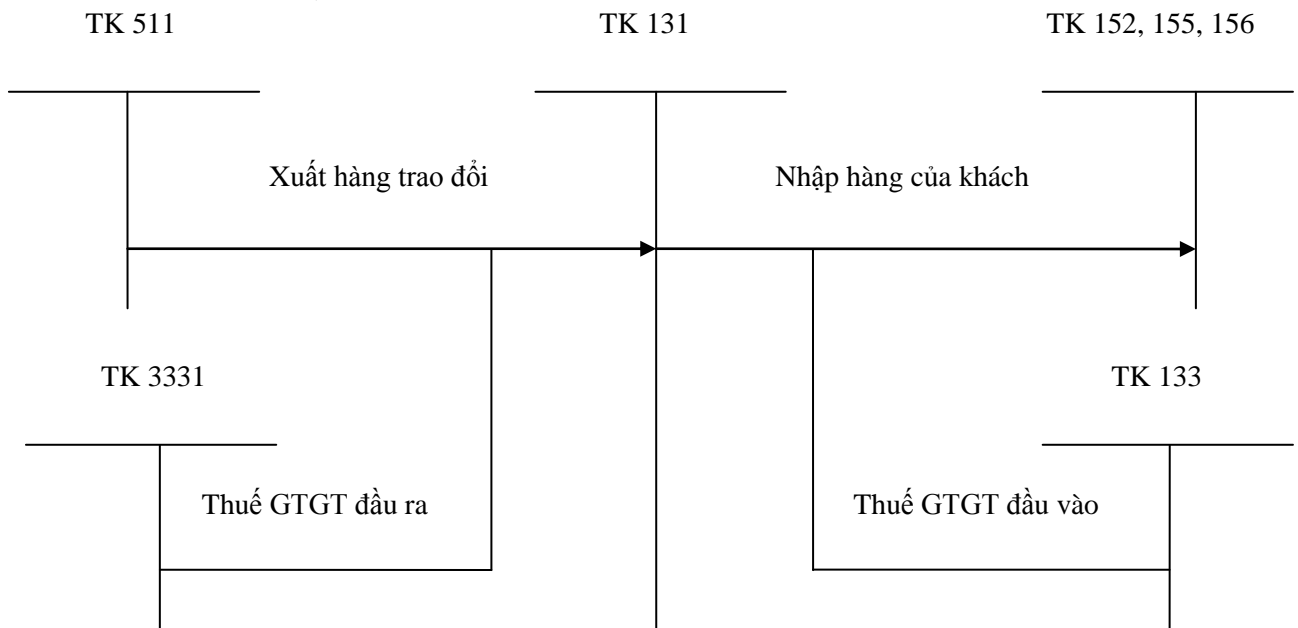 TK 511
TK 131
TK 152, 155, 156
Xuất hàng trao đổi
Nhập hàng của khách
TK 3331
TK 133
Thuế GTGT đầu ra
Thuế GTGT đầu vào